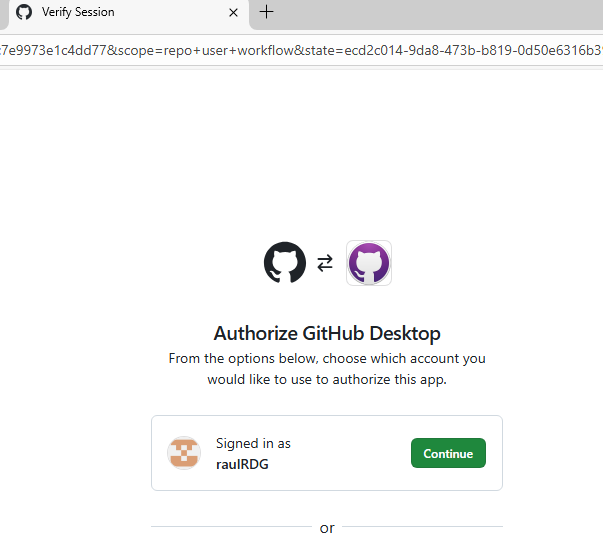 Verify Session
7e9973e1c4dd77&scope=repo+user+workflow&state=ecd2c014-9da8-473b-b819-0d50e6316b39
Authorize GitHub Desktop
From the options below, choose which account you
would like to use to authorize this app.
Signed in as
raulRDG
Continue
or